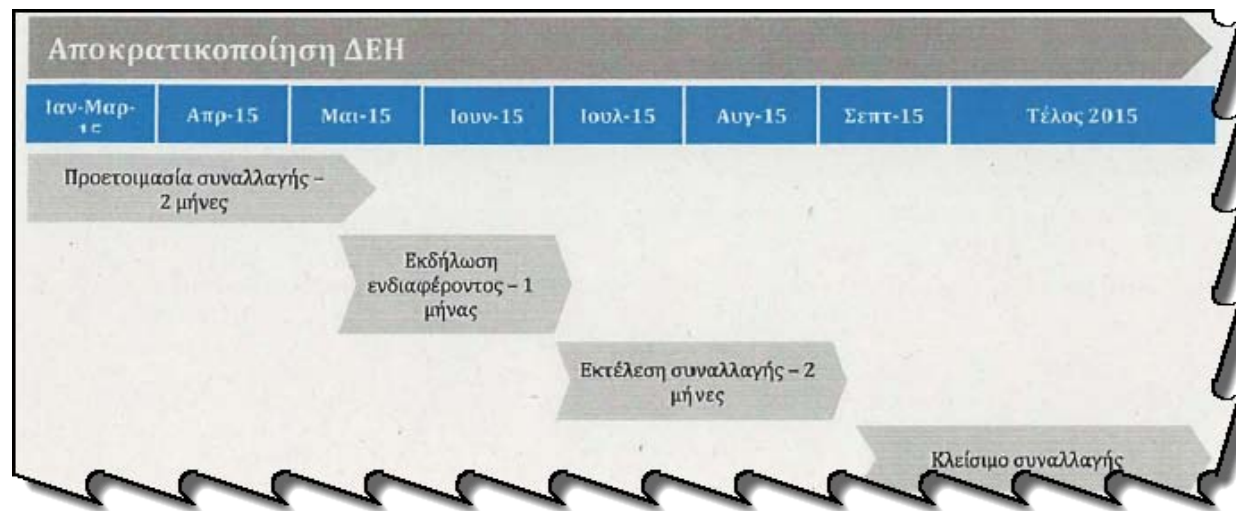 Αποκρατικοποίηση ΔΕΗ
Ιαν-Μαρ-
15
Απρ-15
Μαι-15
Ιουν-15
Ιουλ-15
Αυγ-15
Σεπτ-15
Τέλος 2015
Προετοιμασία συναλλαγής –
2 μήνες
Εκδήλωση
ενδιαφέροντος – 1
μήνας
Εκτέλεση συναλλαγής – 2
μήνες
Κλείσιμο συναλλαγής